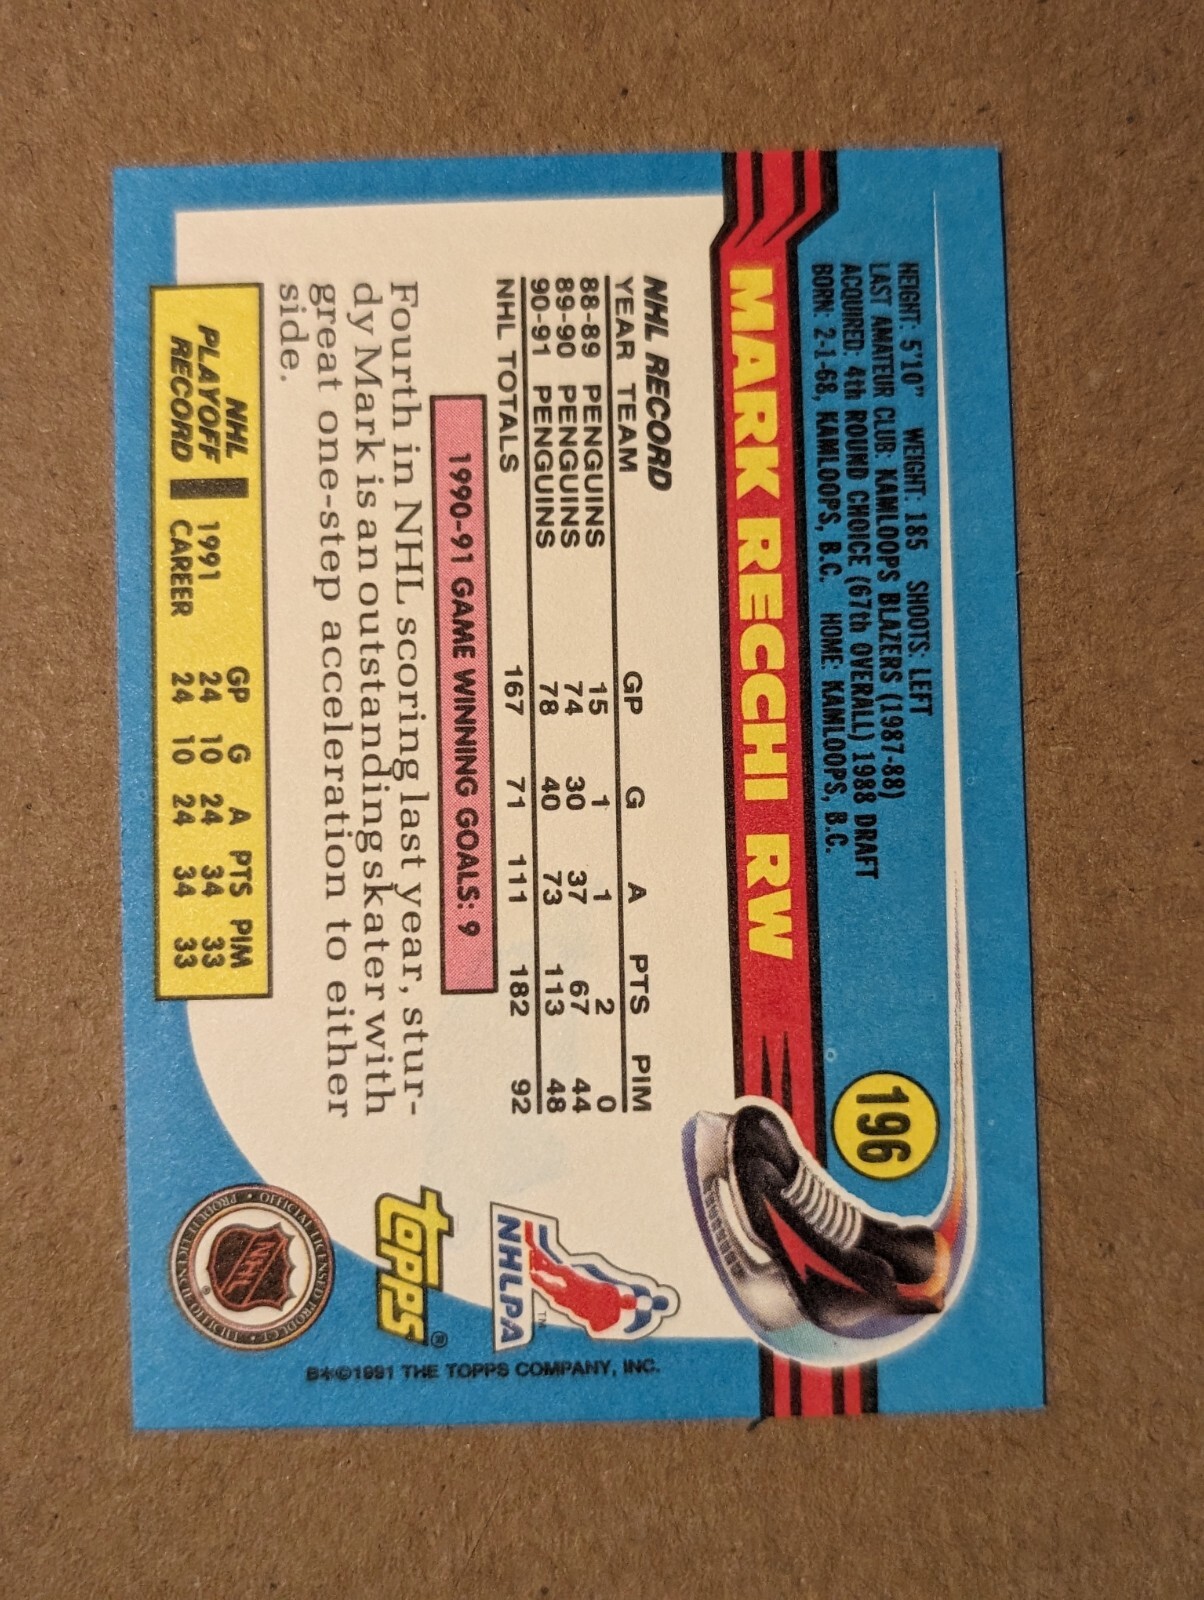 196
HEIGHT: 5'10" WEIGHT: 185 SHOOTS: LEFT
LAST AMATEUR CLUB: KAMLOOPS BLAZERS (1987-88)
ACQUIRED: 4th ROUND CHOICE (67th OVERALL) 1988 DRAFT
BORN: 2-1-68, KAMLOOPS, B.C. HOME: KAMLOOPS, B.C.
MARK RECCHI RW
NHL RECORD
YEAR TEAM GP G A PTS PIM
88-89 PENGUINS 15 1 1 2 0
89-90 PENGUINS 74 30 37 67 44
90-91 PENGUINS 78 40 73 113 48
NHL TOTALS 167 71 111 182 92
1990-91 GAME WINNING GOALS: 9
Fourth in NHL scoring last year, stur-
dy Mark is an outstanding skater with
great one-step acceleration to either
side.
NHL PLAYOFF RECORD
GP G A PTS PIM
1991 24 10 24 34 33
CAREER 24 10 24 34 33
NHLPA
TM
TOPPS®
NHL
®
OFFICIAL LICENSED PRODUCT
B*©1991 THE TOPPS COMPANY, INC.